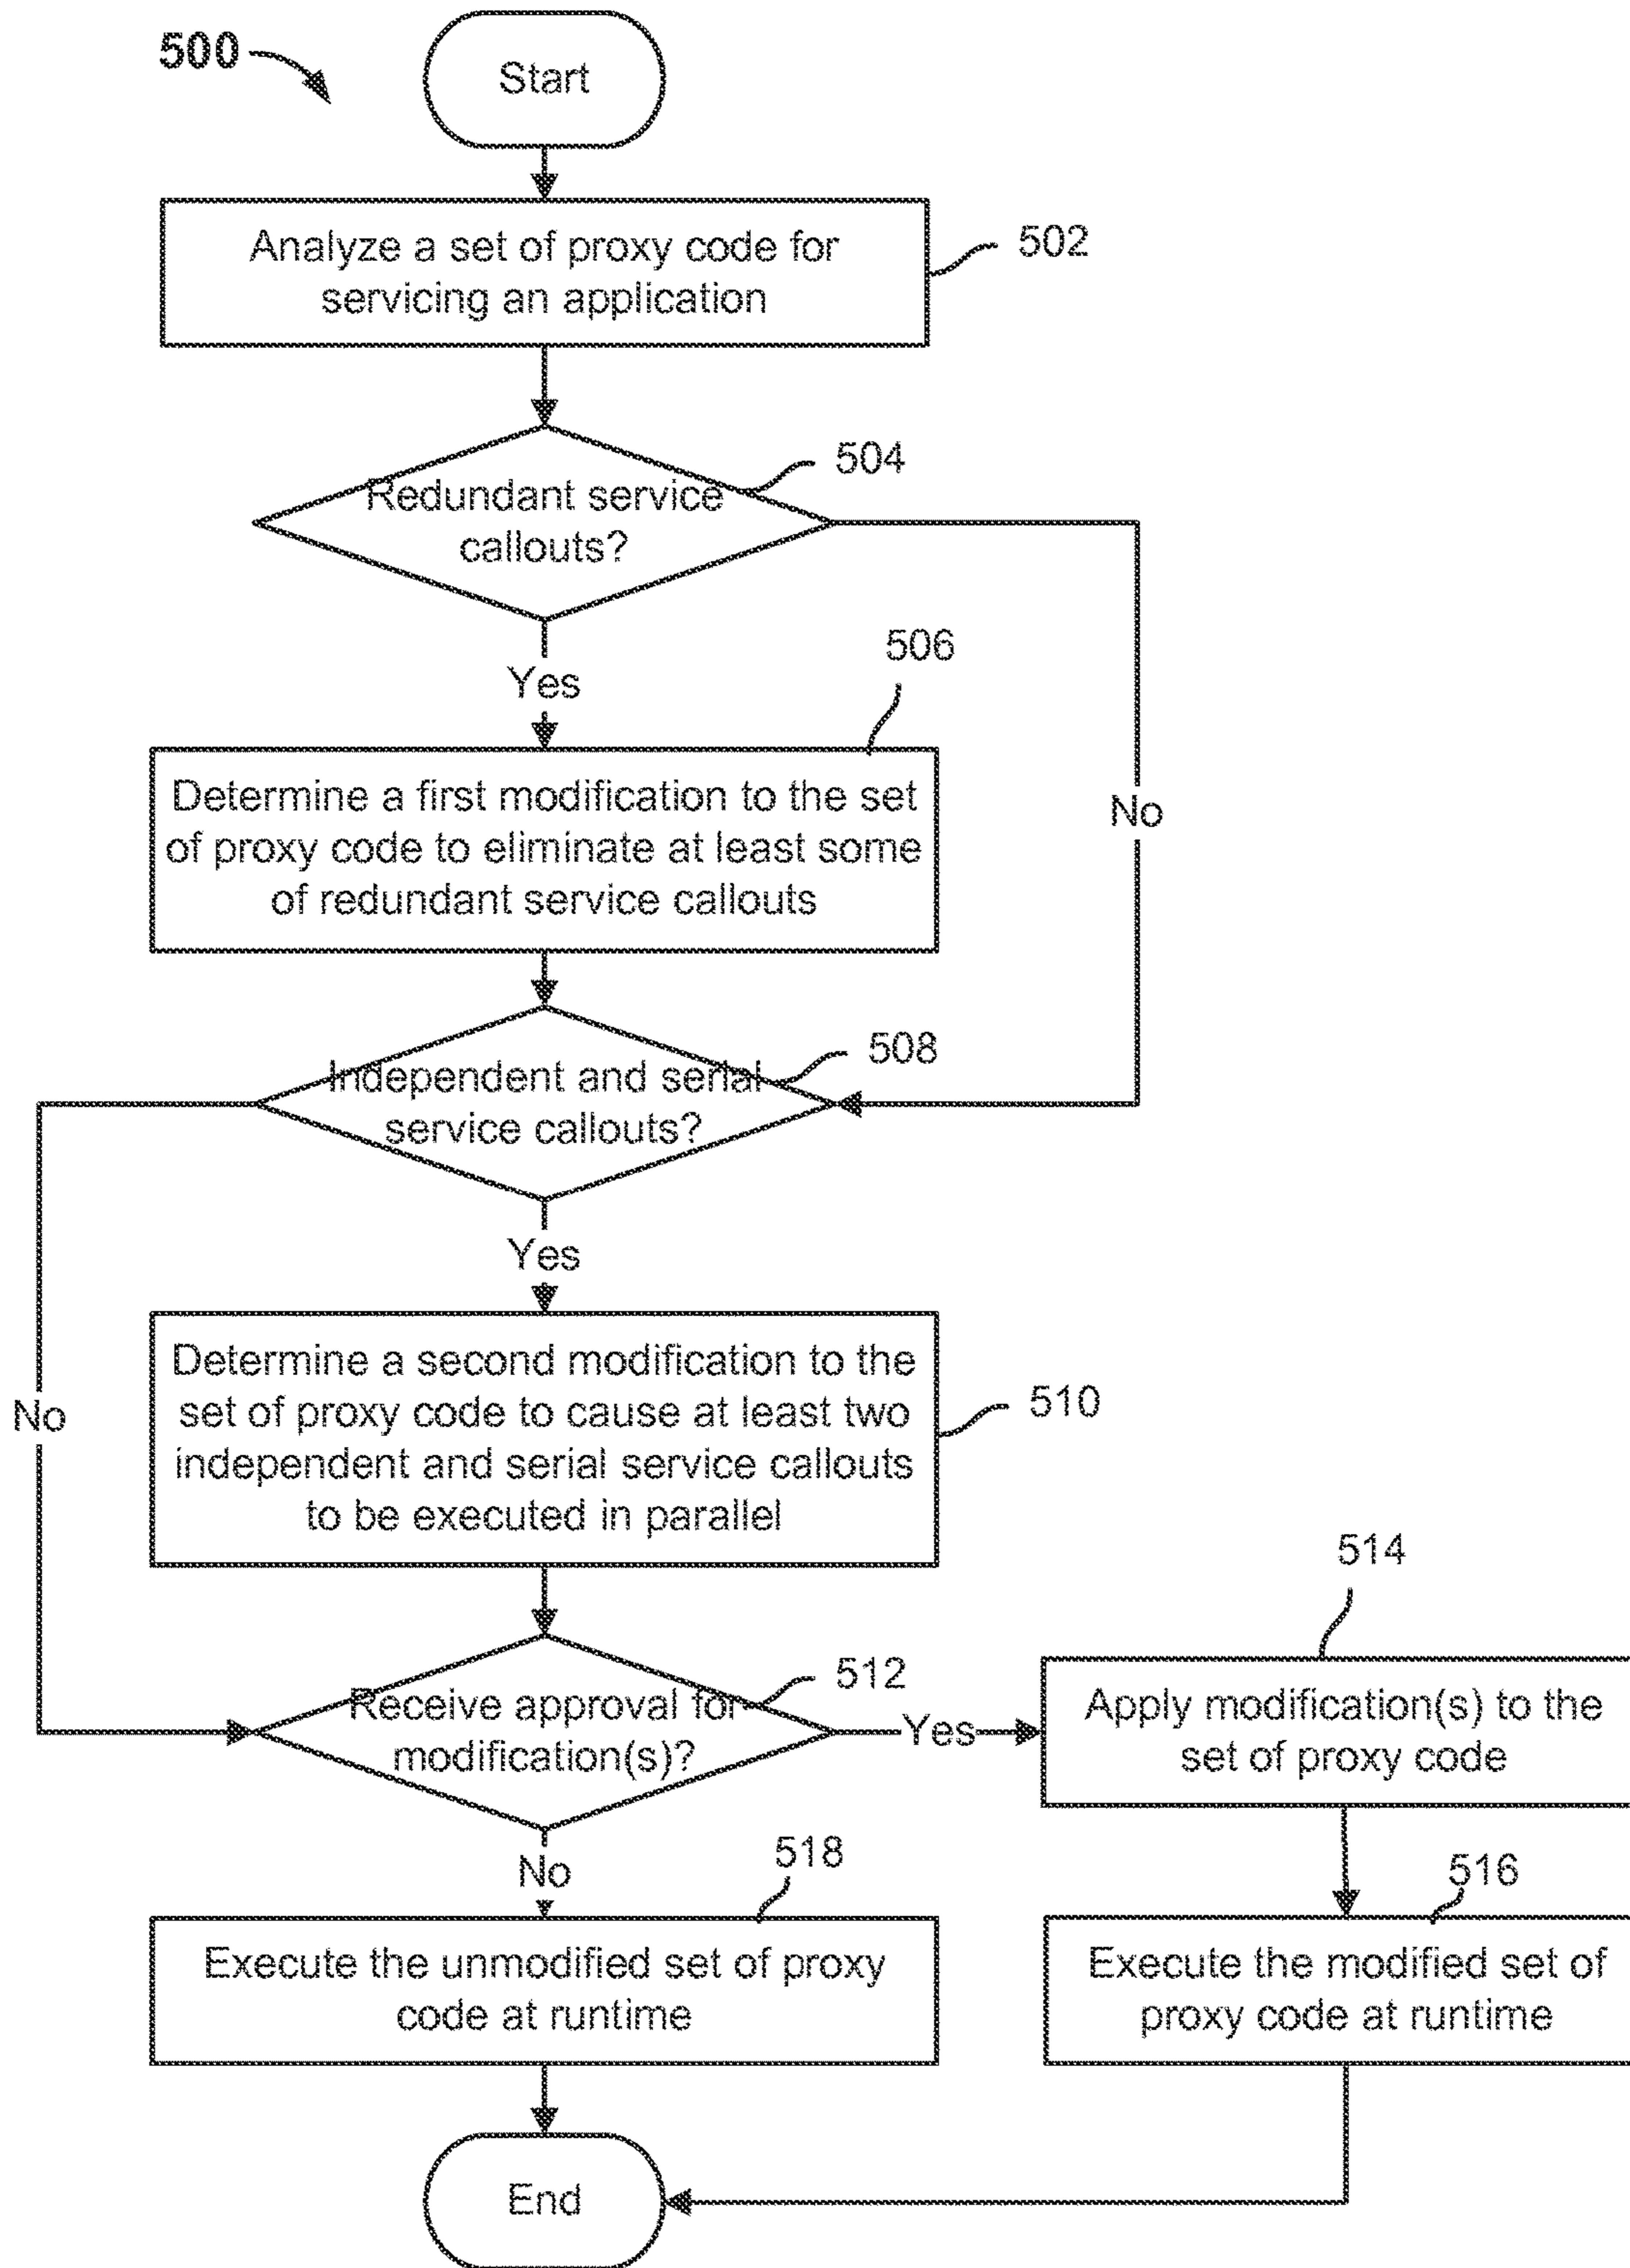 500
Start
Analyze a set of proxy code for
servicing an application
502
504
Redundant service
callouts?
506
Yes
Determine a first modification to the set
of proxy code to eliminate at least some
of redundant service callouts
No
508
Independent and serial
service callouts?
Yes
Determine a second modification to the
set of proxy code to cause at least two
independent and serial service callouts
to be executed in parallel
510
No
514
512
Receive approval for
modification(s)?
Yes
Apply modification(s) to the
set of proxy code
No
518
516
Execute the unmodified set of proxy
code at runtime
Execute the modified set of
proxy code at runtime
End